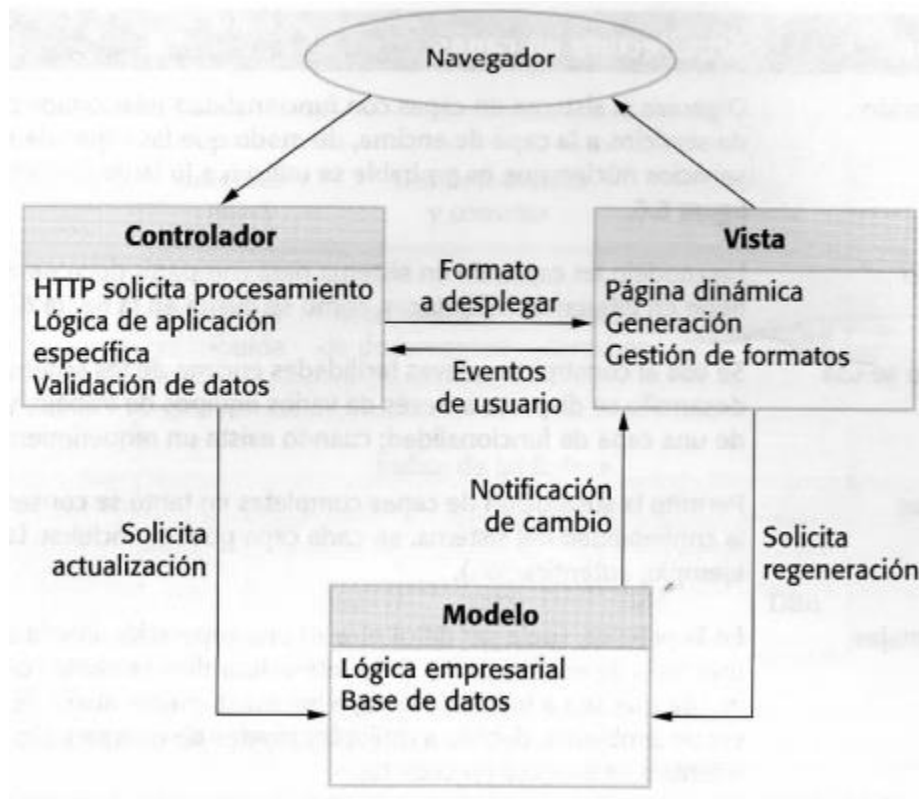 Navegador
Controlador
HTTP solicita procesamiento
Lógica de aplicación
específica
Validación de datos
Formato
a desplegar
Eventos
de usuario
Vista
Página dinámica
Generación
Gestión de formatos
Solicita
actualización
Notificación
de cambio
Solicita
regeneración
Modelo
Lógica empresarial
Base de datos